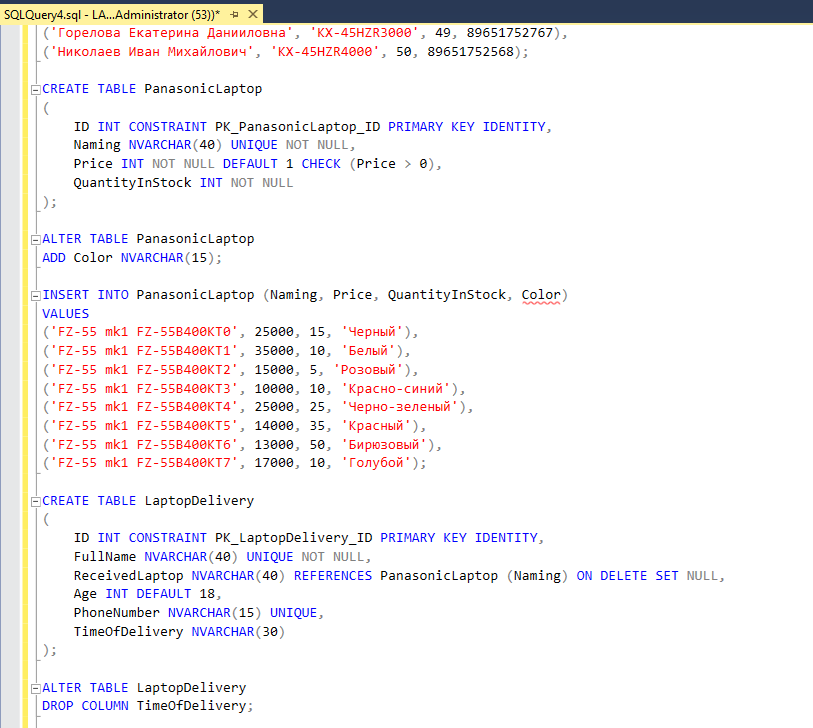 SQLQuery4.sql - LA...Administrator (53))*
('Горелова Екатерина Данииловна', 'KX-45HZR3000', 49, 89651752767),
('Николаев Иван Михайлович', 'KX-45HZR4000', 50, 89651752568);
CREATE TABLE PanasonicLaptop
(
ID INT CONSTRAINT PK_PanasonicLaptop_ID PRIMARY KEY IDENTITY,
Naming NVARCHAR(40) UNIQUE NOT NULL,
Price INT NOT NULL DEFAULT 1 CHECK (Price > 0),
QuantityInStock INT NOT NULL
);
ALTER TABLE PanasonicLaptop
ADD Color NVARCHAR(15);
INSERT INTO PanasonicLaptop (Naming, Price, QuantityInStock, Color)
VALUES
('FZ-55 mk1 FZ-55B400KT0', 25000, 15, 'Черный'),
('FZ-55 mk1 FZ-55B400KT1', 35000, 10, 'Белый'),
('FZ-55 mk1 FZ-55B400KT2', 15000, 5, 'Розовый'),
('FZ-55 mk1 FZ-55B400KT3', 10000, 10, 'Красно-синий'),
('FZ-55 mk1 FZ-55B400KT4', 25000, 25, 'Черно-зеленый'),
('FZ-55 mk1 FZ-55B400KT5', 14000, 35, 'Красный'),
('FZ-55 mk1 FZ-55B400KT6', 13000, 50, 'Бирюзовый'),
('FZ-55 mk1 FZ-55B400KT7', 17000, 10, 'Голубой');
CREATE TABLE LaptopDelivery
(
ID INT CONSTRAINT PK_LaptopDelivery_ID PRIMARY KEY IDENTITY,
FullName NVARCHAR(40) UNIQUE NOT NULL,
ReceivedLaptop NVARCHAR(40) REFERENCES PanasonicLaptop (Naming) ON DELETE SET NULL,
Age INT DEFAULT 18,
PhoneNumber NVARCHAR(15) UNIQUE,
TimeOfDelivery NVARCHAR(30)
);
ALTER TABLE LaptopDelivery
DROP COLUMN TimeOfDelivery;